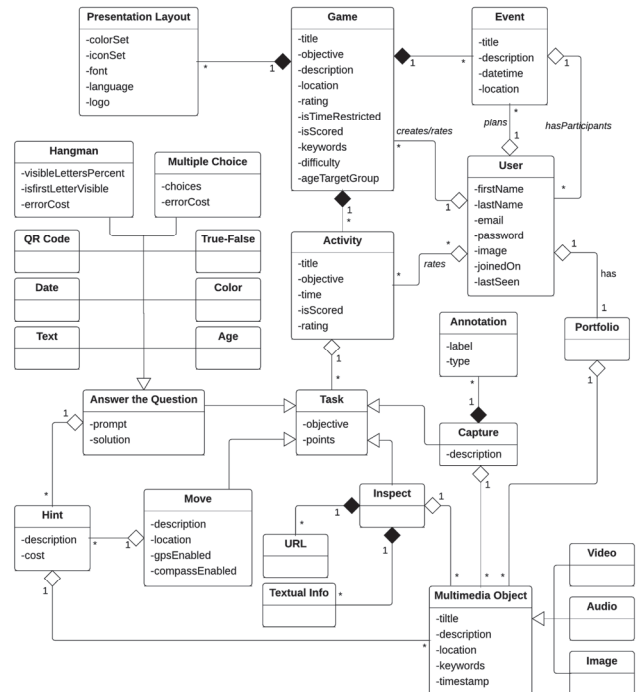 Presentation Layout
-colorSet
-iconSet
-font
-language
-logo
Game
-title
-objective
-description
-location
-rating
-isTimeRestricted
-isScored
-keywords
-difficulty
-ageTargetGroup
Event
-title
-description
-datetime
-location
*
1
1
*
1
plans
*
1
hasParticipants
*
creates/rates
*
1
Hangman
-visibleLettersPercent
-isfirstLetterVisible
-errorCost
Multiple Choice
-choices
-errorCost
User
-firstName
-lastName
-email
-password
-image
-joinedOn
-lastSeen
1
*
QR Code
True-False
Date
Color
Text
Age
Activity
-title
-objective
-time
-isScored
-rating
*
rates
*
1
has
1
Portfolio
1
Annotation
-label
-type
*
1
1
*
Answer the Question
-prompt
-solution
Task
-objective
-points
Capture
-description
1
1
*
Hint
-description
-cost
*
1
Move
-description
-location
-gpsEnabled
-compassEnabled
Inspect
1
1
1
*
URL
Textual Info
*
*
*
*
1
*
Multimedia Object
-tiltle
-description
-location
-keywords
-timestamp
Video
Audio
Image